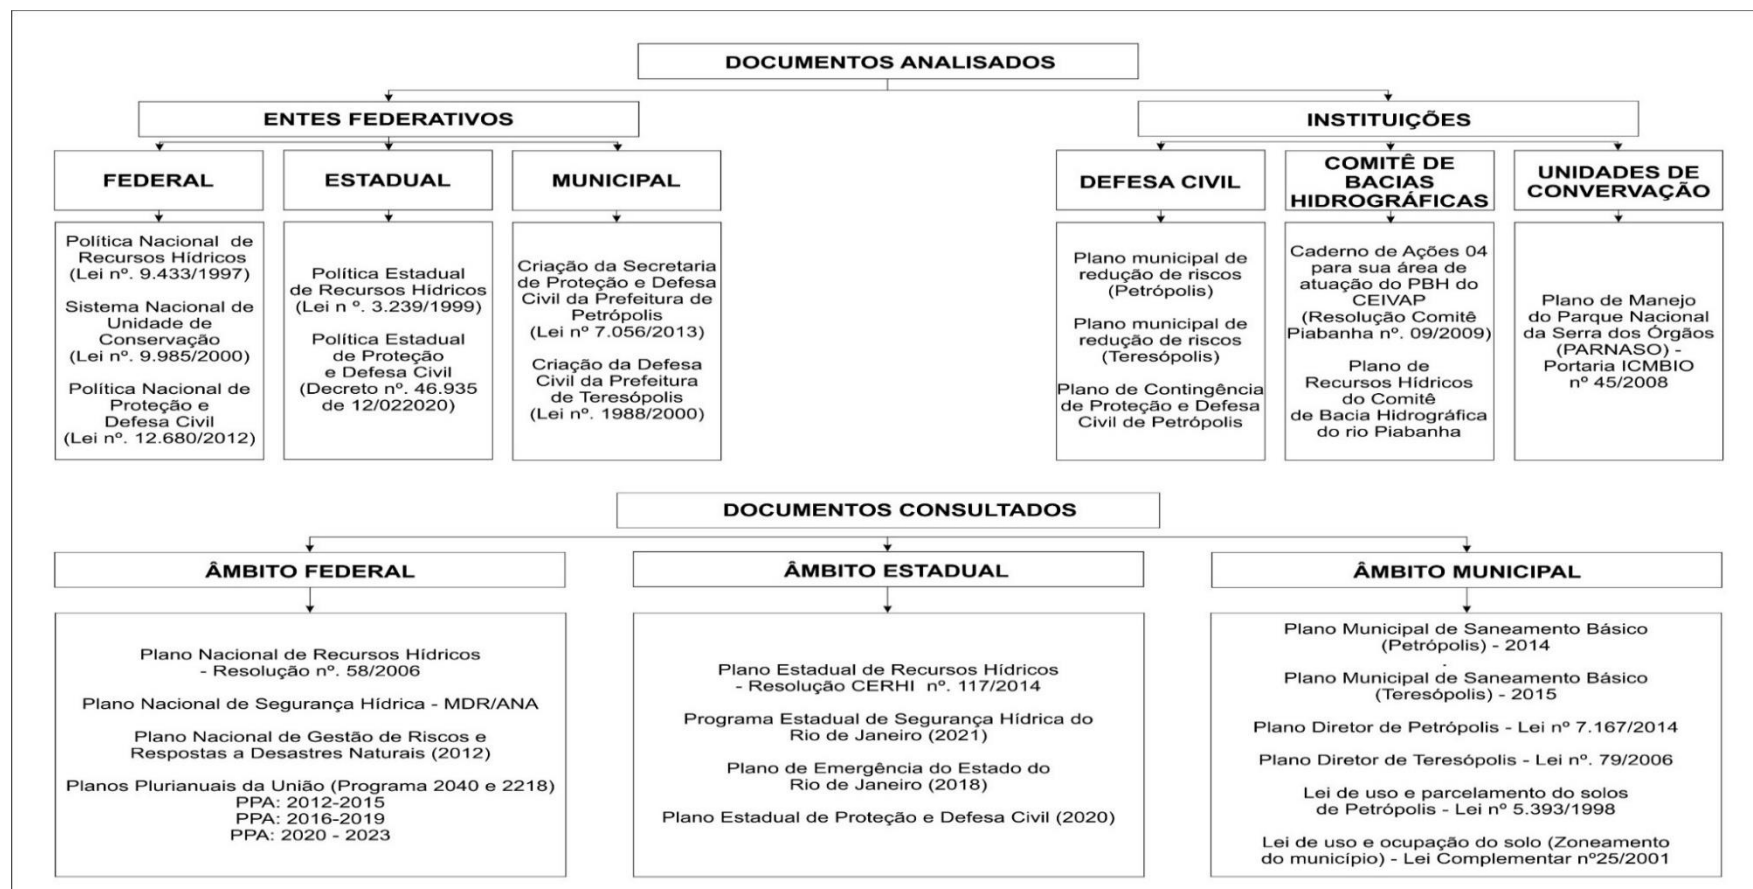 DOCUMENTOS ANALISADOS
ENTES FEDERATIVOS
FEDERAL
Política Nacional de
Recursos Hídricos
(Lei nº. 9.433/1997)
Sistema Nacional de
Unidade de
Conservação
(Lei nº. 9.985/2000)
Política Nacional de
Proteção e
Defesa Civil
(Lei nº. 12.680/2012)
ESTADUAL
Política Estadual
de Recursos Hídricos
(Lei n º. 3.239/1999)
Política Estadual
de Proteção
e Defesa Civil
(Decreto nº. 46.935
de 12/022020)
MUNICIPAL
Criação da Secretaria
de Proteção e Defesa
Civil da Prefeitura de
Petrópolis
(Lei nº 7.056/2013)
Criação da Defesa
Civil da Prefeitura
de Teresópolis
(Lei nº. 1988/2000)
INSTITUIÇÕES
DEFESA CIVIL
Plano municipal de
redução de riscos
(Petrópolis)
Plano municipal de
redução de riscos
(Teresópolis)
Plano de Contingência
de Proteção e Defesa
Civil de Petrópolis
COMITÊ DE
BACIAS
HIDROGRÁFICAS
Caderno de Ações 04
para sua área de
atuação do PBH do
CEIVAP
(Resolução Comitê
Piabanha nº. 09/2009)
Plano de
Recursos Hídricos
do Comitê
de Bacia Hidrográfica
do rio Piabanha
UNIDADES DE
CONVERVAÇÃO
Plano de Manejo
do Parque Nacional
da Serra dos Órgãos
(PARNASO) -
Portaria ICMBIO
nº 45/2008
DOCUMENTOS CONSULTADOS
ÂMBITO FEDERAL
Plano Nacional de Recursos Hídricos
- Resolução nº. 58/2006
Plano Nacional de Segurança Hídrica - MDR/ANA
Plano Nacional de Gestão de Riscos e
Respostas a Desastres Naturais (2012)
Planos Plurianuais da União (Programa 2040 e 2218)
PPA: 2012-2015
PPA: 2016-2019
PPA: 2020 - 2023
ÂMBITO ESTADUAL
Plano Estadual de Recursos Hídricos
- Resolução CERHI nº. 117/2014
Programa Estadual de Segurança Hídrica do
Rio de Janeiro (2021)
Plano de Emergência do Estado do
Rio de Janeiro (2018)
Plano Estadual de Proteção e Defesa Civil (2020)
ÂMBITO MUNICIPAL
Plano Municipal de Saneamento Básico
(Petrópolis) - 2014
.
Plano Municipal de Saneamento Básico
(Teresópolis) - 2015
Plano Diretor de Petrópolis - Lei nº 7.167/2014
Plano Diretor de Teresópolis - Lei nº. 79/2006
Lei de uso e parcelamento do solos
de Petrópolis - Lei nº 5.393/1998
Lei de uso e ocupação do solo (Zoneamento
do município) - Lei Complementar nº25/2001